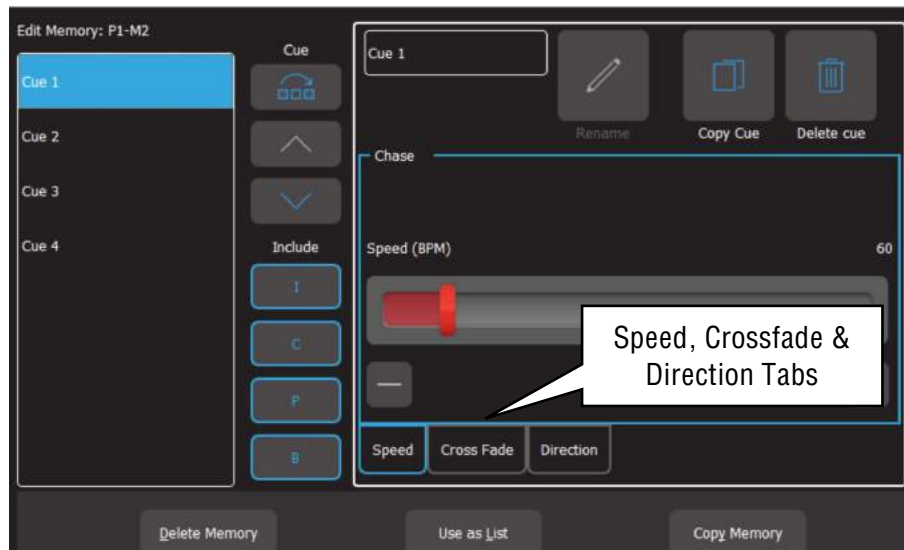 Edit Memory: P1-M2
Cue 1
Cue 2
Cue 3
Cue 4
Cue
Include
I
C
P
B
Cue 1
Rename
Copy Cue
Delete cue
Chase
Speed (BPM)
60
Speed, Crossfade &
Direction Tabs
Speed
Cross Fade
Direction
Delete Memory
Use as List
Copy Memory